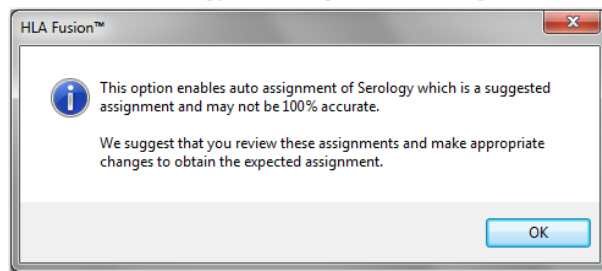 HLA Fusion™
This option enables auto assignment of Serology which is a suggested
assignment and may not be 100% accurate.
We suggest that you review these assignments and make appropriate
changes to obtain the expected assignment.
OK